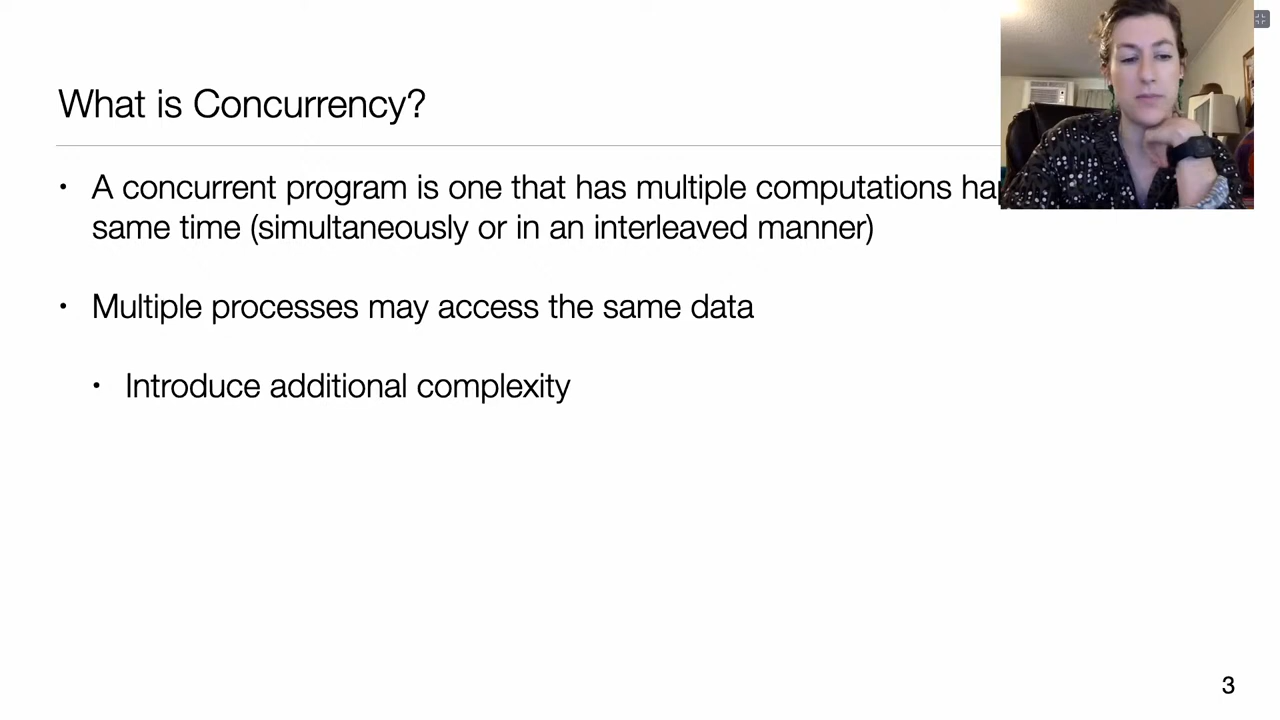 What is Concurrency?
• A concurrent program is one that has multiple computations
same time (simultaneously or in an interleaved manner)
• Multiple processes may access the same data
• Introduce additional complexity
3